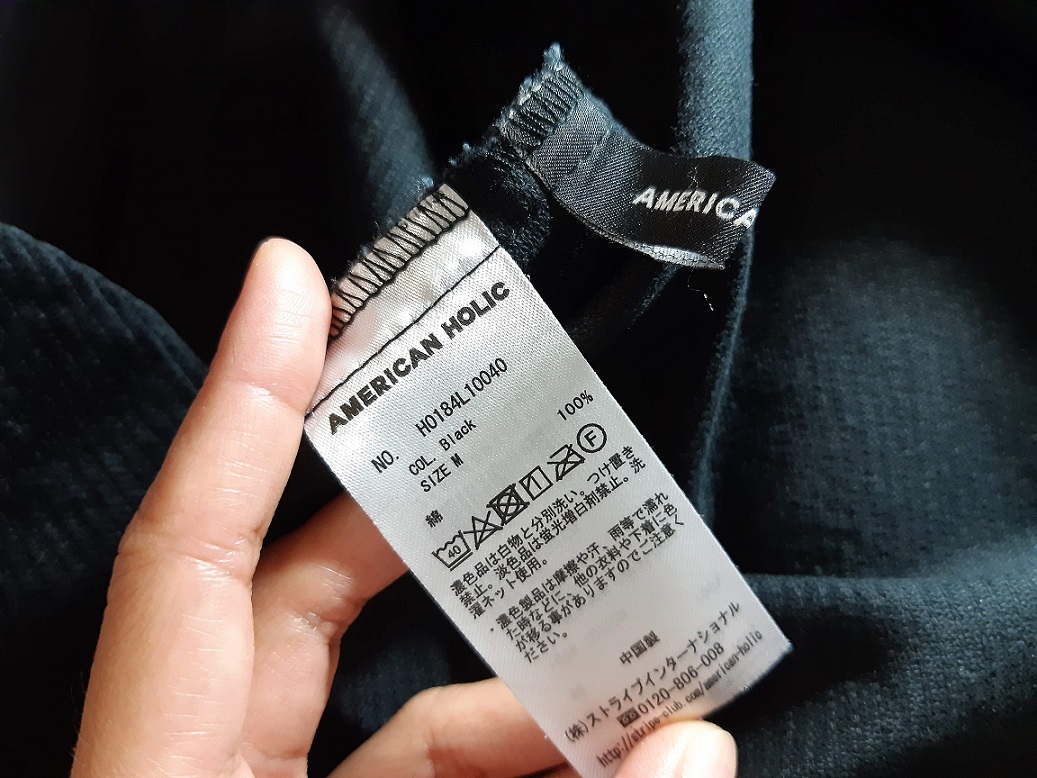 AMERICA
AMERICAN HOLIC
NO. H0184L10040
COL. Black
SIZE M
綿 100%
40 F
濃色品は白物と分別洗い。つけ置き
禁止。淡色品は蛍光増白剤禁止。洗
濯ネット使用。
・濃色製品は摩擦や汗、雨等で濡れ
た時などに、他の衣料や下着に色
が移る事がありますのでご注意く
ださい。
中国製
(株)ストライプインターナショナル
0120-806-008
http://stripe-club.com/american-holic